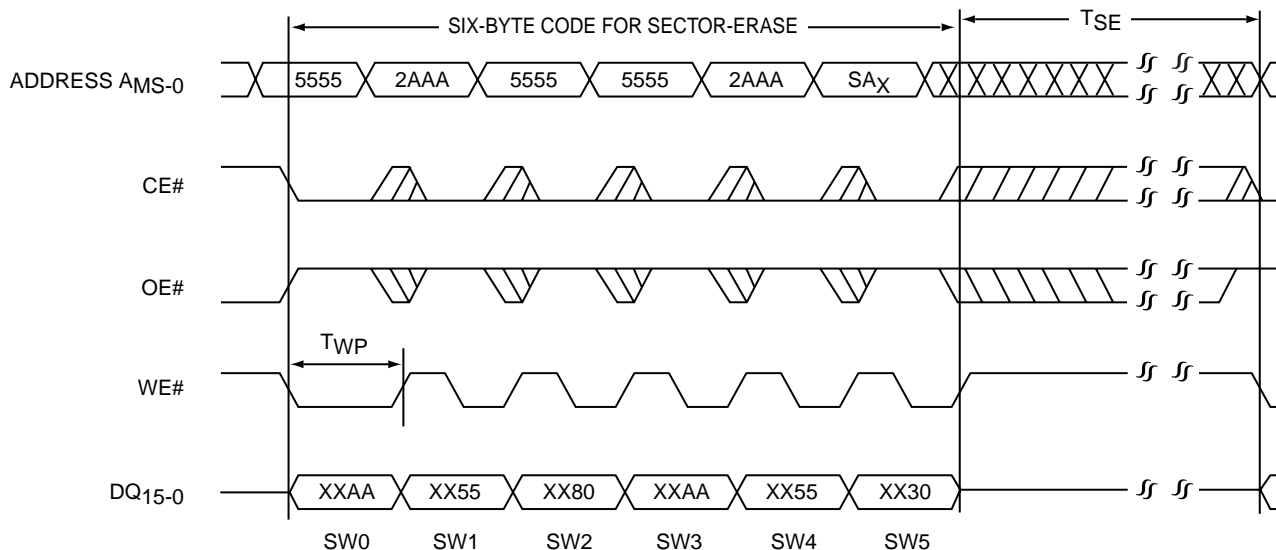 SIX-BYTE CODE FOR SECTOR-ERASE TSE
ADDRESS AMS-0 5555 2AAA 5555 5555 2AAA SAX
CE#
OE#
TWP
WE#
DQ15-0 XXAA XX55 XX80 XXAA XX55 XX30
SW0 SW1 SW2 SW3 SW4 SW5